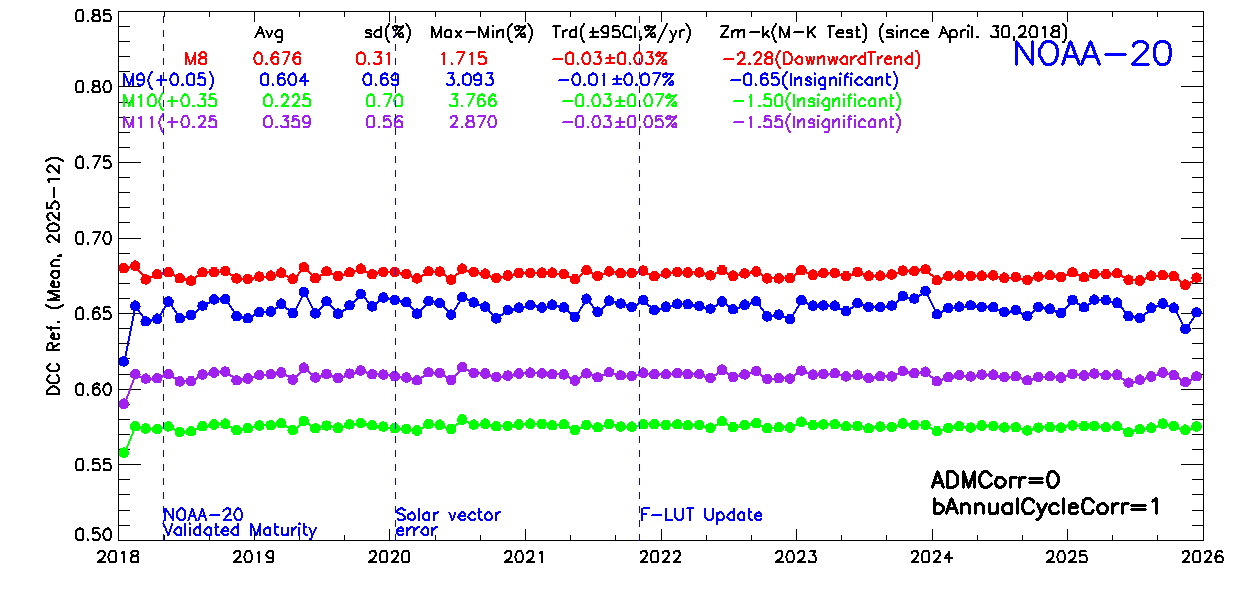 0.85
Avg sd(%) Max-Min(%) Trd(±95CI,%/yr) Zm-k(M-K Test) (since April. 30,2018)
NOAA-20
M8 0.676 0.31 1.715 -0.03±0.03% -2.28(DownwardTrend)
M9(+0.05) 0.604 0.69 3.093 -0.01±0.07% -0.65(Insignificant)
0.80
M10(+0.35 0.225 0.70 3.766 -0.03±0.07% -1.50(Insignificant)
M11(+0.25 0.359 0.56 2.870 -0.03±0.05% -1.55(Insignificant)
0.75
0.70
0.65
0.60
0.55
0.50
DCC Ref. (Mean, 2025-12)
ADMCorr=0
bAnnualCycleCorr=1
NOAA-20
Validated Maturity
Solar vector
error
F-LUT Update
2018 2019 2020 2021 2022 2023 2024 2025 2026